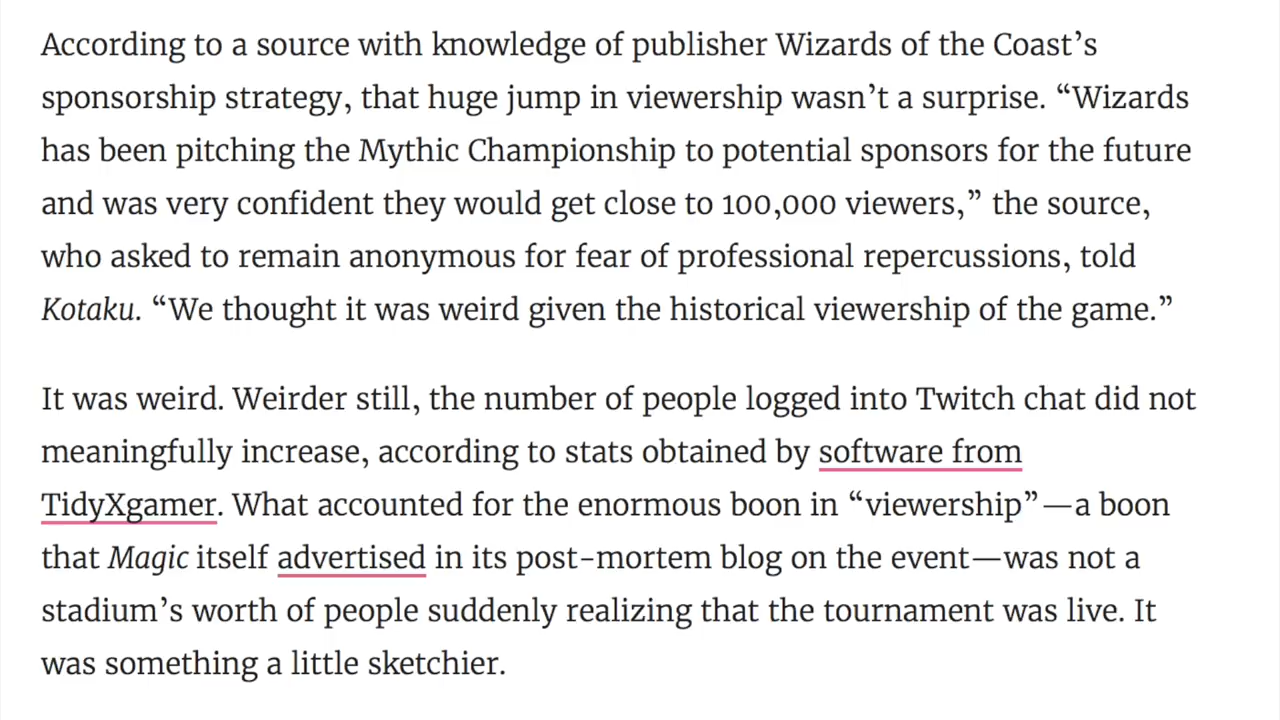 According to a source with knowledge of publisher Wizards of the Coast’s
sponsorship strategy, that huge jump in viewership wasn’t a surprise. “Wizards
has been pitching the Mythic Championship to potential sponsors for the future
and was very confident they would get close to 100,000 viewers,” the source,
who asked to remain anonymous for fear of professional repercussions, told
Kotaku. “We thought it was weird given the historical viewership of the game.”
It was weird. Weirder still, the number of people logged into Twitch chat did not
meaningfully increase, according to stats obtained by software from
TidyXgamer. What accounted for the enormous boon in “viewership”—a boon
that Magic itself advertised in its post-mortem blog on the event—was not a
stadium’s worth of people suddenly realizing that the tournament was live. It
was something a little sketchier.